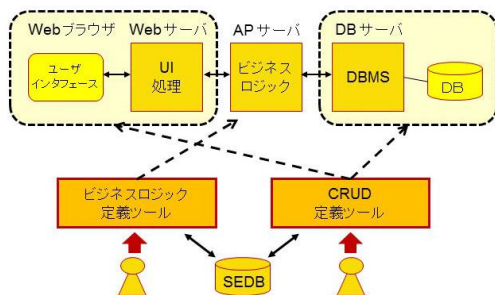 Webブラウザ Webサーバ APサーバ DBサーバ
ユーザ
インタフェース
UI
処理
ビジネス
ロジック
DBMS
DB
ビジネスロジック
定義ツール
CRUD
定義ツール
SEDB